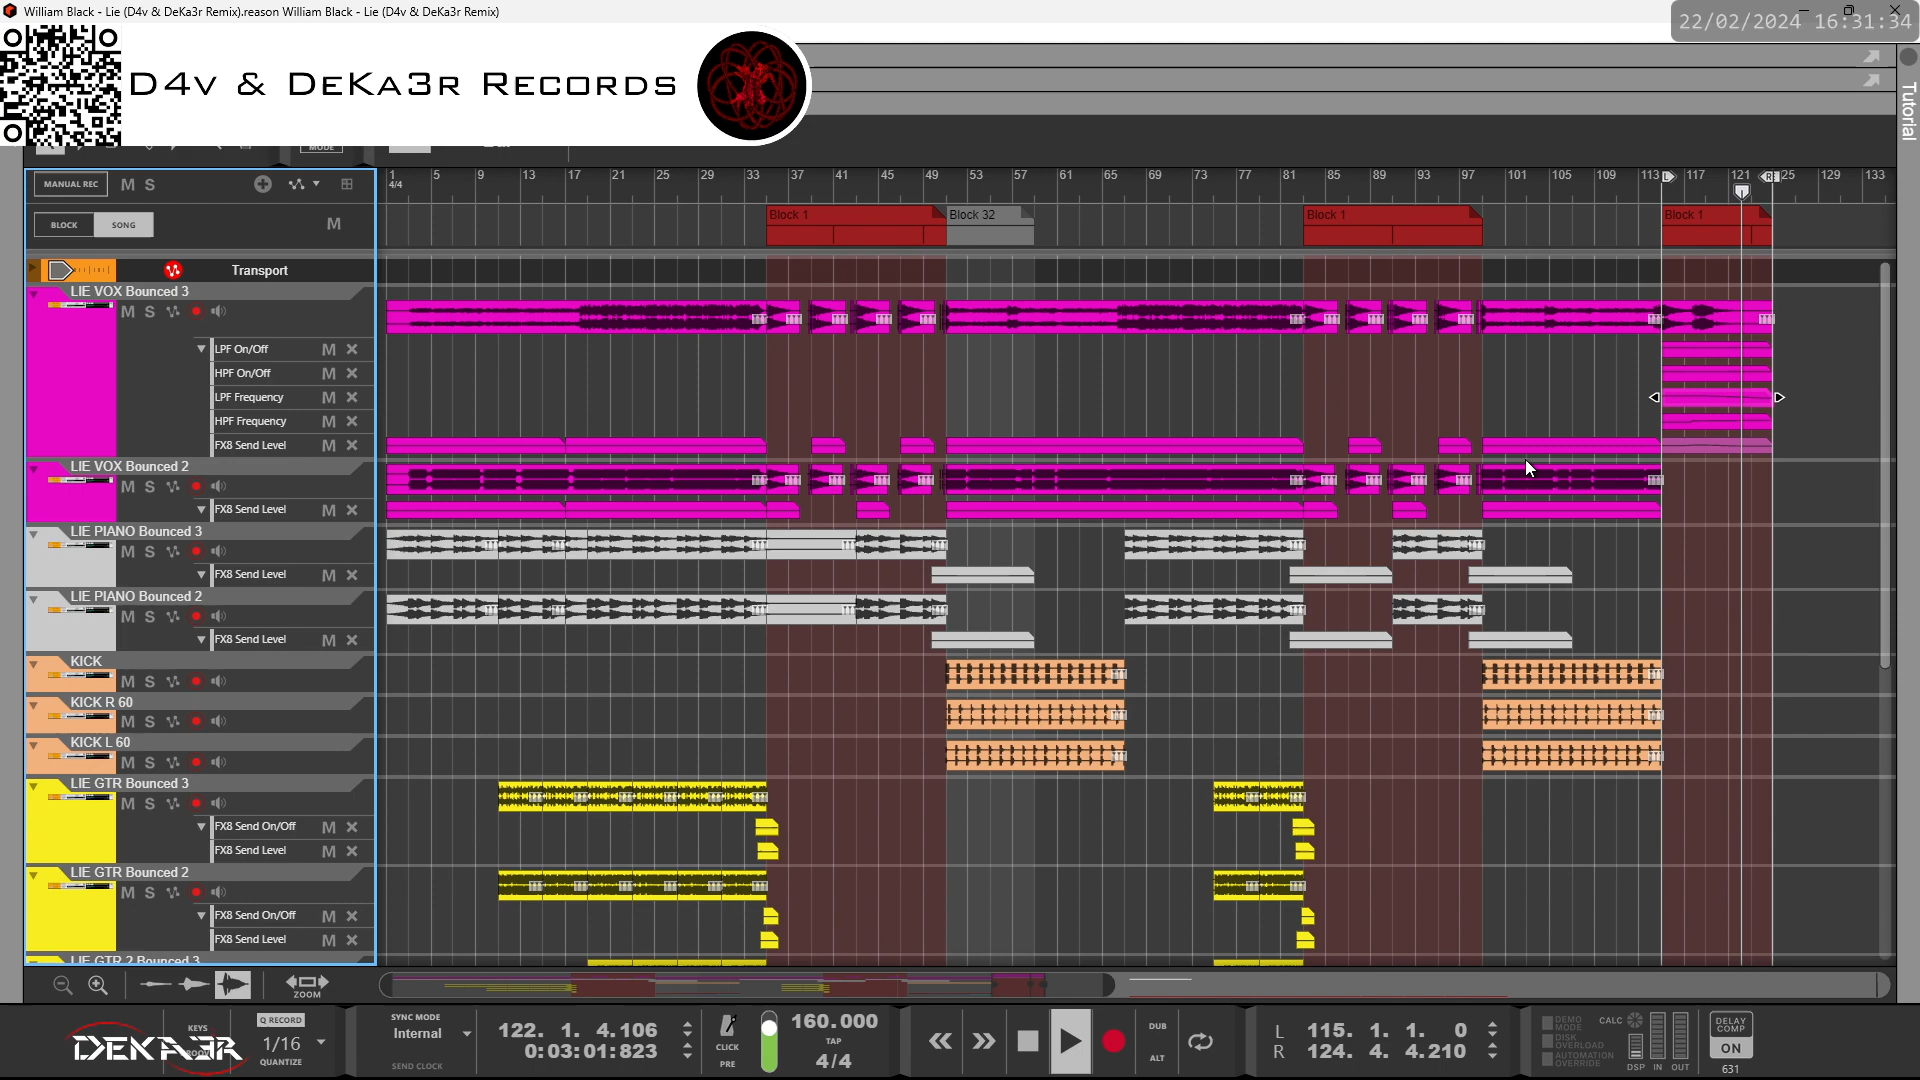 William Black - Lie (D4v & DeKa3r Remix).reason William Black - Lie (D4v & DeKa3r Remix)
22/02/2024 16:31:34
D4v & DeKa3r Records
Tutorial
MODE
MANUAL REC M S
1 5 9 13 17 21 25 29 33 37 41 45 49 53 57 61 65 69 73 77 81 85 89 93 97 101 105 109 113 L 117 121 R 25 129 133
4/4
BLOCK SONG M
Block 1 Block 32 Block 1 Block 1
Transport
LIE VOX Bounced 3
M S
LPF On/Off M
HPF On/Off M
LPF Frequency M
HPF Frequency M
FX8 Send Level M
LIE VOX Bounced 2
M S
FX8 Send Level M
LIE PIANO Bounced 3
M S
FX8 Send Level M
LIE PIANO Bounced 2
M S
FX8 Send Level M
KICK
M S
KICK R 60
M S
KICK L 60
M S
LIE GTR Bounced 3
M S
FX8 Send On/Off M
FX8 Send Level M
LIE GTR Bounced 2
M S
FX8 Send On/Off M
FX8 Send Level M
LIE GTR 2 Bounced 3
ZOOM
DEKA3R
KEYS
Q RECORD
1/16
QUANTIZE
SYNC MODE
Internal
SEND CLOCK
122. 1. 4.106
0:03:01:823
CLICK
PRE
160.000
TAP
4/4
DUB
ALT
L 115. 1. 1. 0
R 124. 4. 4.210
DEMO MODE
DISK OVERLOAD
AUTOMATION OVERRIDE
CALC
DSP IN OUT
DELAY COMP
ON
631